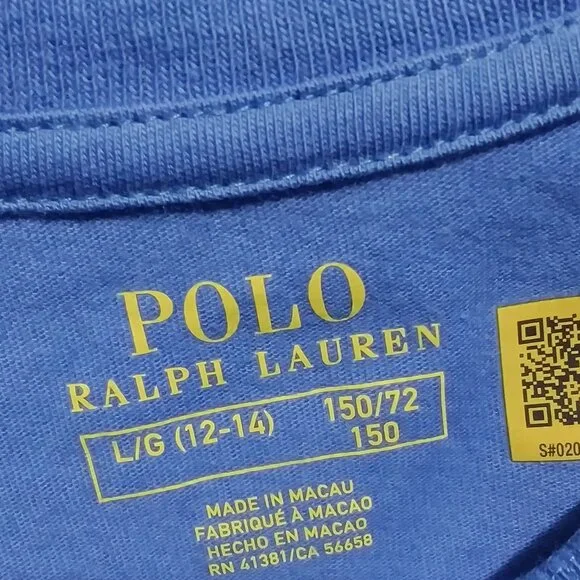 POLO
RALPH LAUREN
L/G (12-14)
150/72
150
MADE IN MACAU
FABRIQUÉ À MACAO
HECHO EN MACAO
RN 41381/CA 56658
S#020